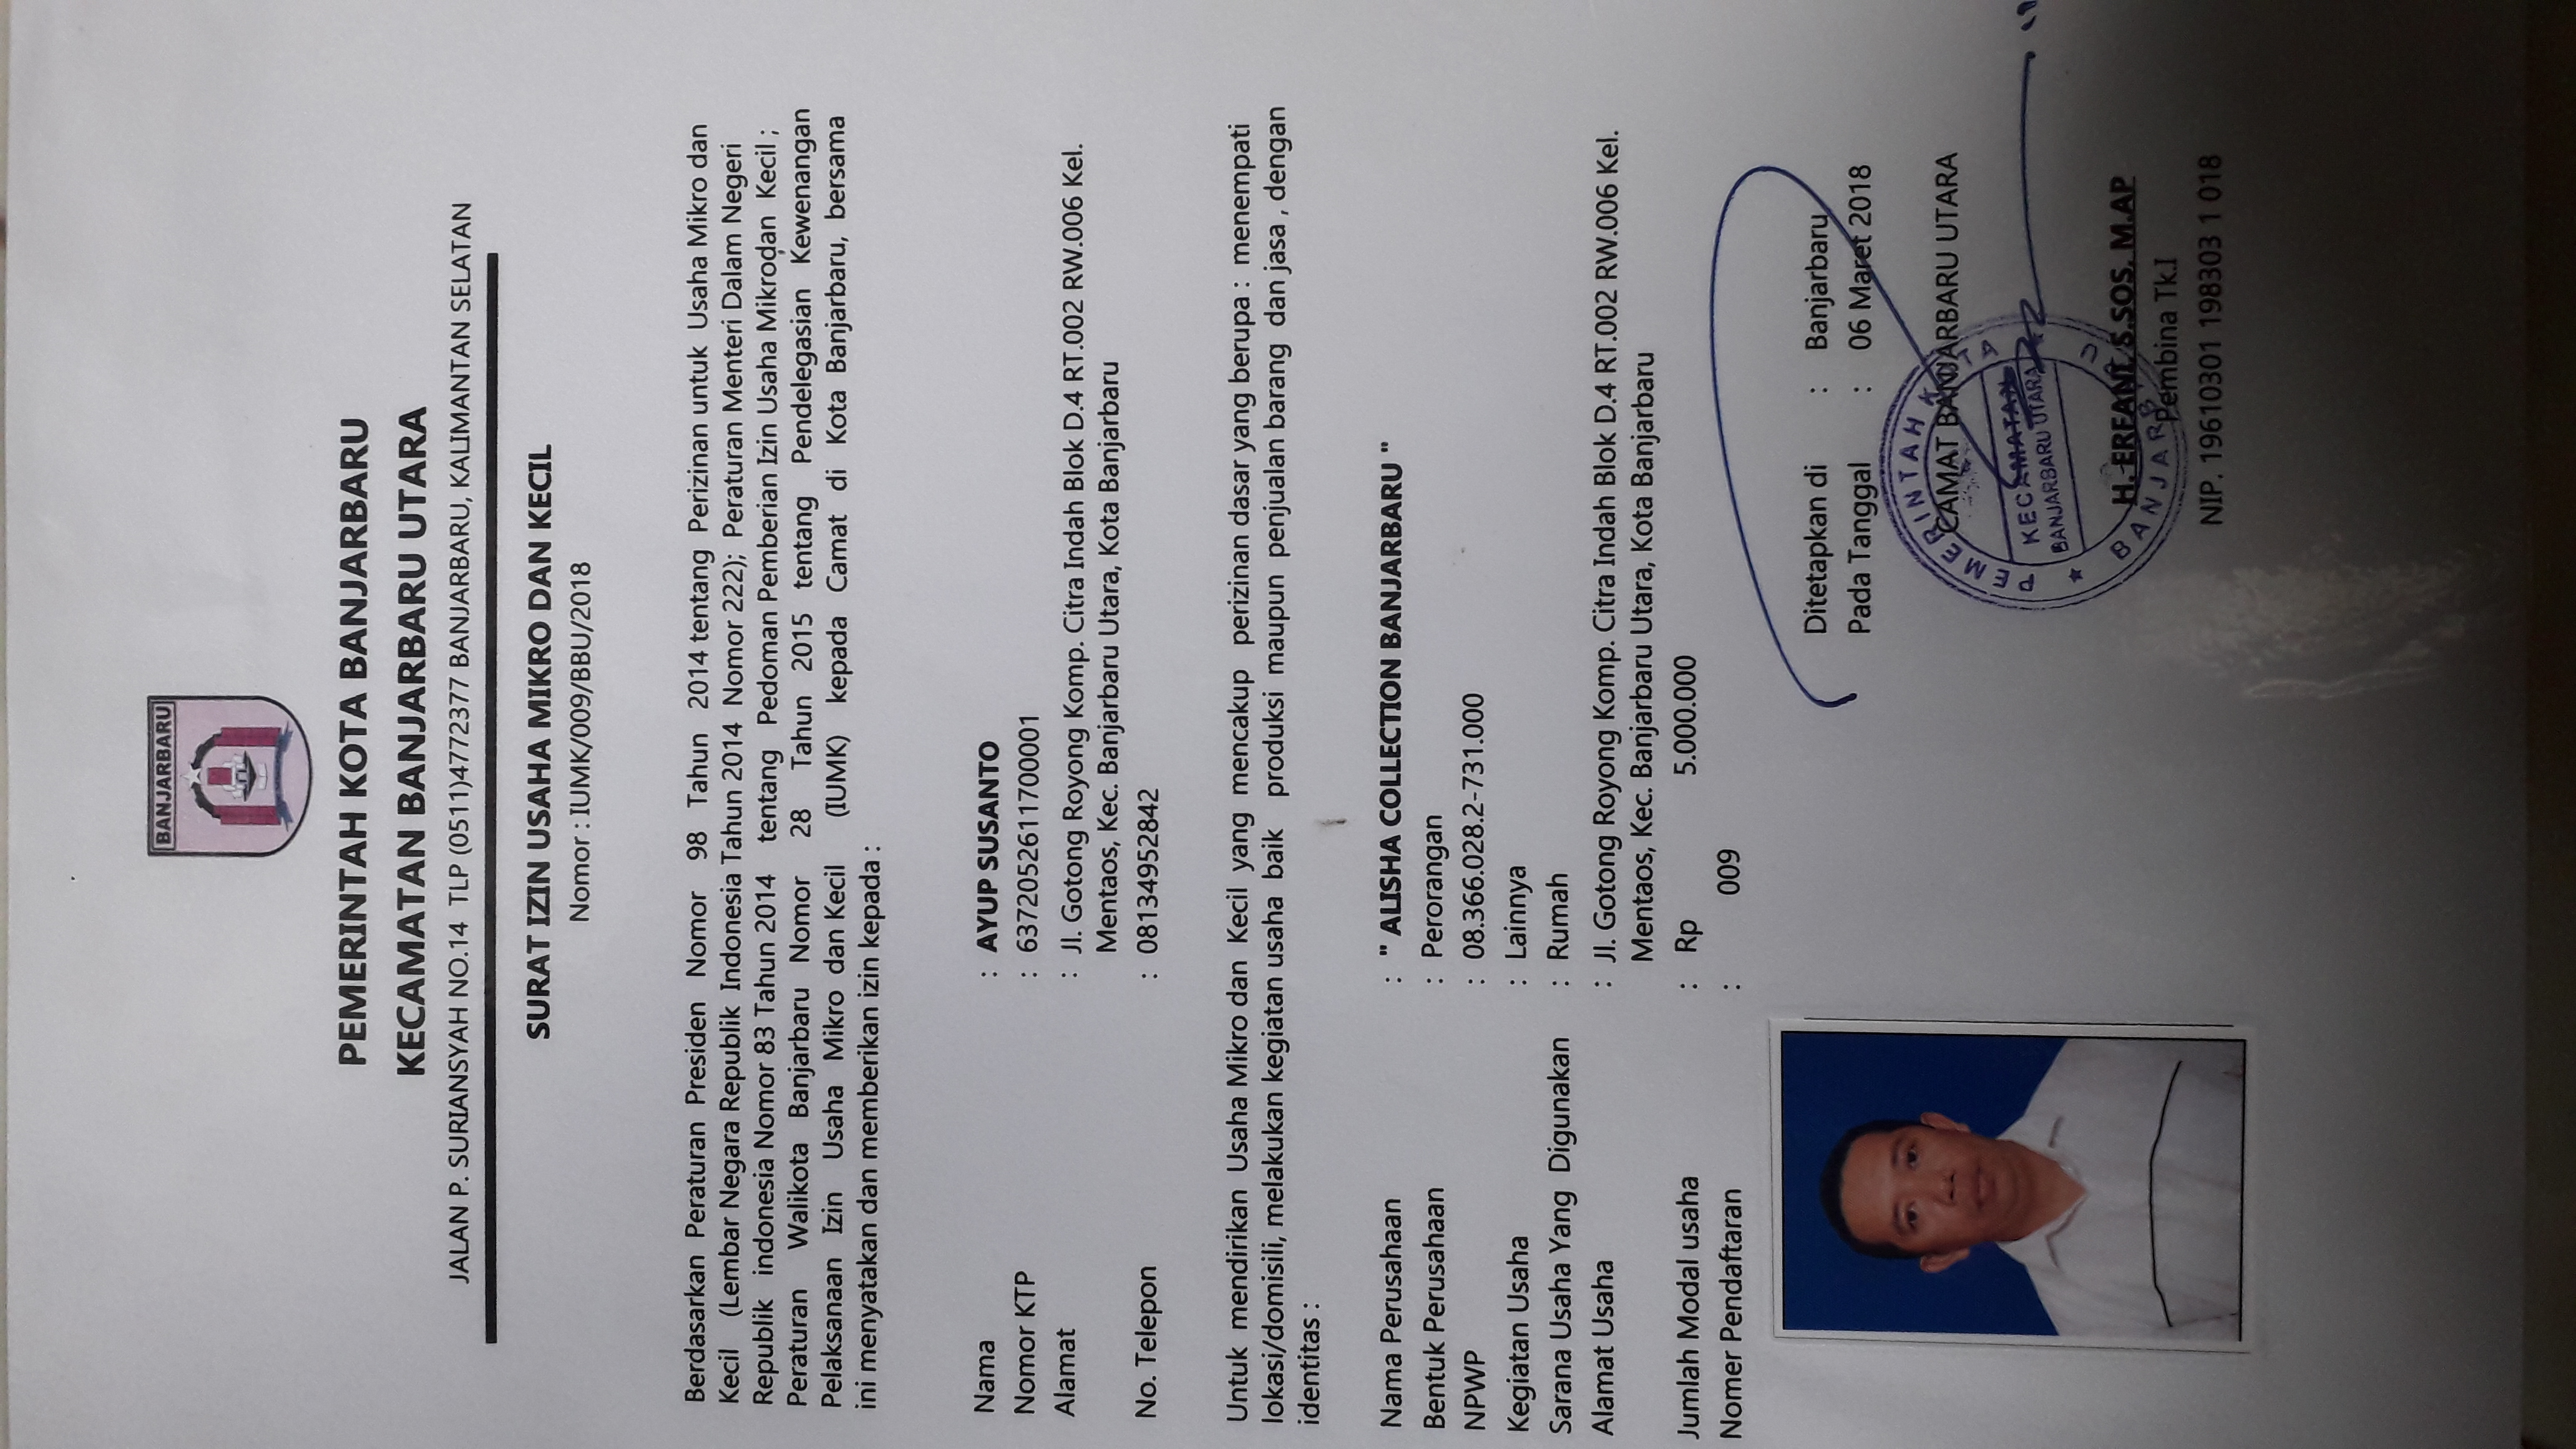 BANJARBARU
PEMERINTAH KOTA BANJARBARU
KECAMATAN BANJARBARU UTARA
JALAN P. SURIANSYAH NO.14 TLP (0511)4772377 BANJARBARU, KALIMANTAN SELATAN
SURAT IZIN USAHA MIKRO DAN KECIL
Nomor : IUMK/009/BBU/2018
Berdasarkan Peraturan Presiden Nomor 98 Tahun 2014 tentang Perizinan untuk Usaha Mikro dan
Kecil (Lembar Negara Republik Indonesia Tahun 2014 Nomor 222); Peraturan Menteri Dalam Negeri
Republik indonesia Nomor 83 Tahun 2014 tentang Pedoman Pemberian Izin Usaha Mikrodan Kecil ;
Peraturan Walikota Banjarbaru Nomor 28 Tahun 2015 tentang Pendelegasian Kewenangan
Pelaksanaan Izin Usaha Mikro dan Kecil (IUMK) kepada Camat di Kota Banjarbaru, bersama
ini menyatakan dan memberikan izin kepada :
Nama : AYUP SUSANTO
Nomor KTP : 6372052611700001
Alamat : Jl. Gotong Royong Komp. Citra Indah Blok D.4 RT.002 RW.006 Kel.
Mentaos, Kec. Banjarbaru Utara, Kota Banjarbaru
No. Telepon : 08134952842
Untuk mendirikan Usaha Mikro dan Kecil yang mencakup perizinan dasar yang berupa : menempati
lokasi/domisili, melakukan kegiatan usaha baik produksi maupun penjualan barang dan jasa , dengan
identitas :
Nama Perusahaan : " ALISHA COLLECTION BANJARBARU "
Bentuk Perusahaan : Perorangan
NPWP : 08.366.028.2-731.000
Kegiatan Usaha : Lainnya
Sarana Usaha Yang Digunakan : Rumah
Alamat Usaha : Jl. Gotong Royong Komp. Citra Indah Blok D.4 RT.002 RW.006 Kel.
Mentaos, Kec. Banjarbaru Utara, Kota Banjarbaru
Jumlah Modal usaha : Rp 5.000.000
Nomer Pendaftaran : 009
Ditetapkan di : Banjarbaru
Pada Tanggal : 06 Maret 2018
CAMAT BANJARBARU UTARA
PEMERINTAH KOTA
KECAMATAN
BANJARBARU UTARA
BANJARBARU
H. ERFANI, S.SOS, M.AP
Pembina Tk.I
NIP. 19610301 198303 1 018